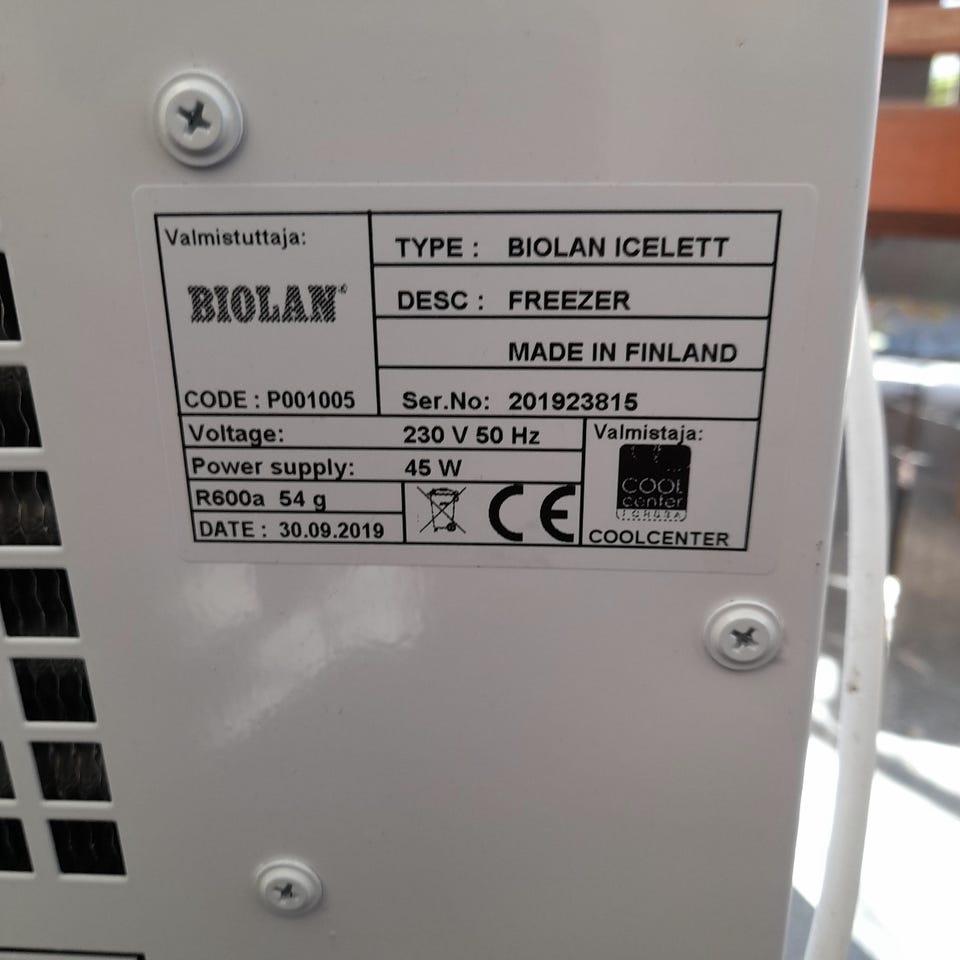 Valmistuttaja:
BIOLAN®
CODE : P001005
TYPE : BIOLAN ICELETT
DESC : FREEZER
MADE IN FINLAND
Ser.No: 201923815
Voltage: 230 V 50 Hz
Power supply: 45 W
R600a 54 g
DATE : 30.09.2019
CE
Valmistaja:
COOL
center
COOLCENTER